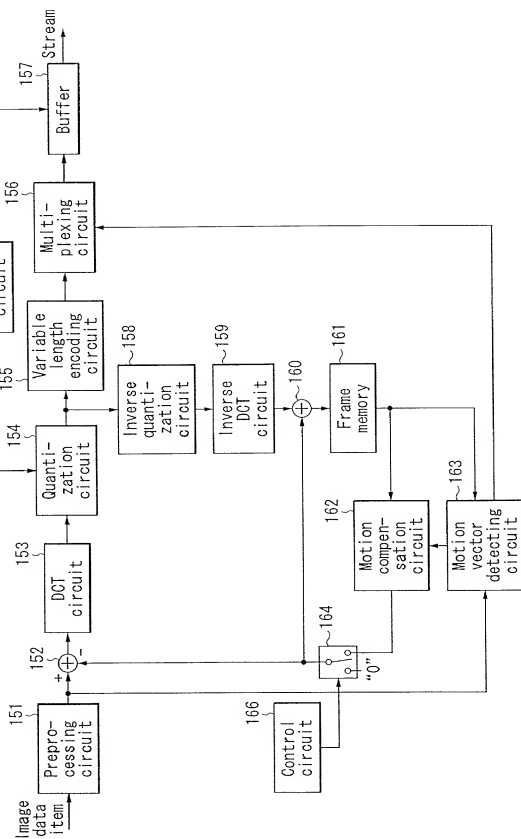 Image
data
item
151
Prepro-
cessing
circuit
+
152
-
153
DCT
circuit
154
Quanti-
zation
circuit
155
Variable
length
encoding
circuit
circuit
156
Multi-
plexing
circuit
157
Buffer
Stream
158
Inverse
quanti-
zation
circuit
159
Inverse
DCT
circuit
160
+
161
Frame
memory
162
Motion
compen-
sation
circuit
163
Motion
vector
detecting
circuit
164
"0"
166
Control
circuit